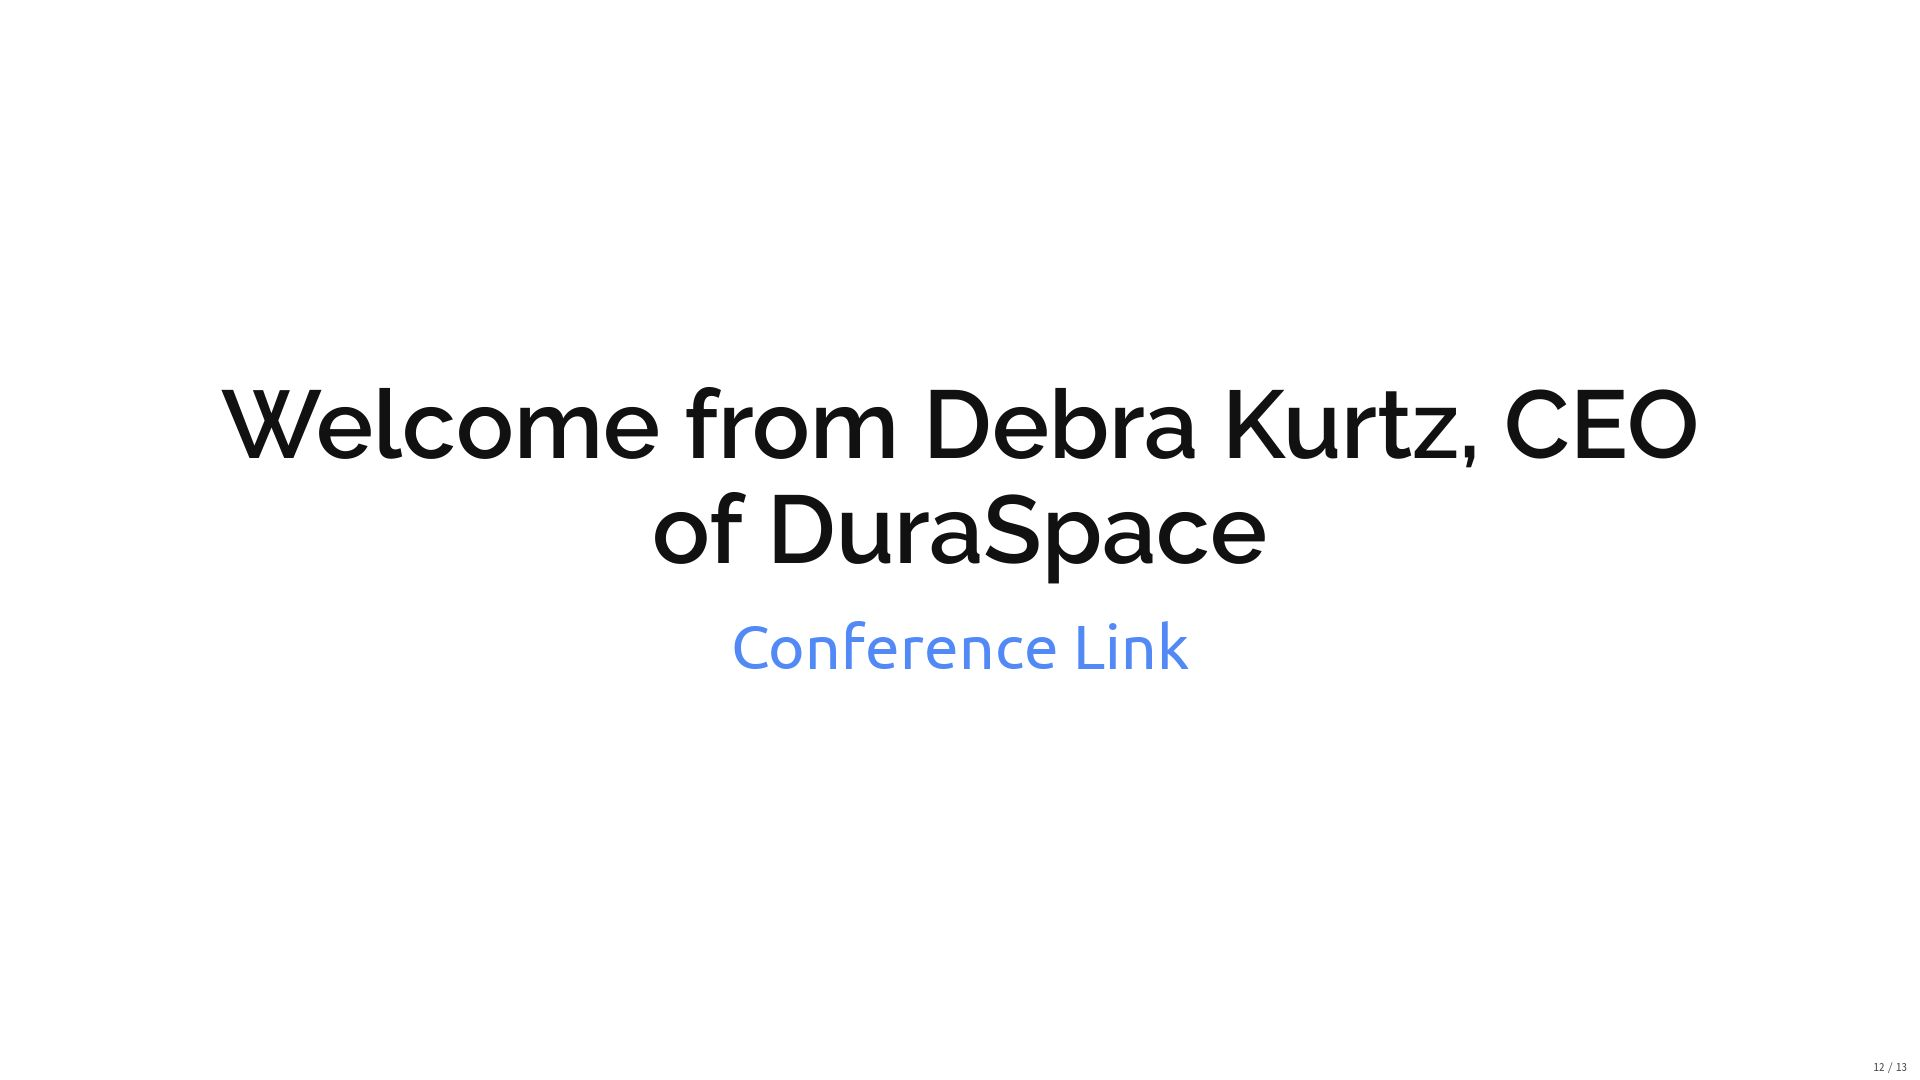 Welcome from Debra Kurtz, CEO
of DuraSpace
Conference Link
12 / 13